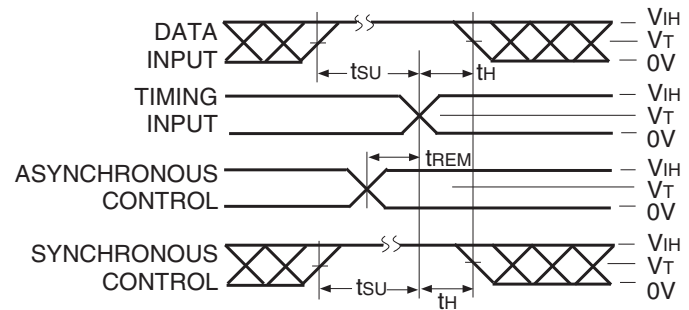 DATA
INPUT
tSU
tH
VIH
VT
0V
TIMING
INPUT
VIH
VT
0V
tREM
ASYNCHRONOUS
CONTROL
VIH
VT
0V
SYNCHRONOUS
CONTROL
tSU
tH
VIH
VT
0V